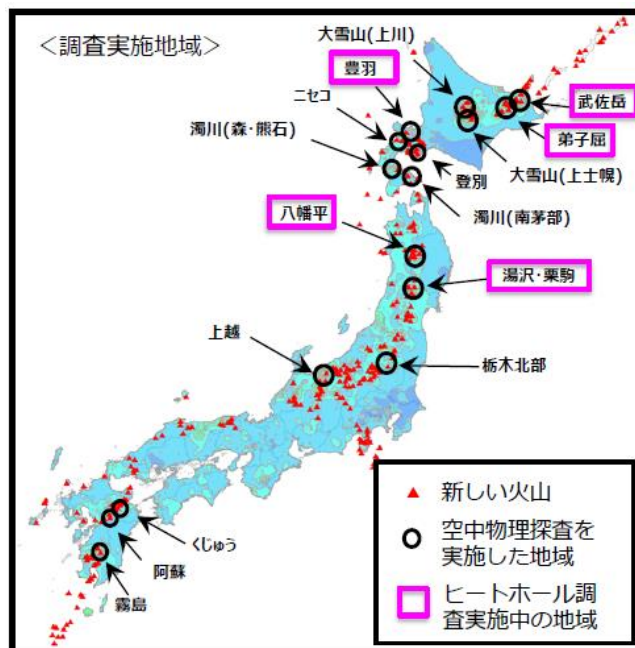 <調査実施地域>
大雪山(上川)
豊羽
ニセコ
武佐岳
濁川(森・熊石)
弟子屈
登別
大雪山(上士幌)
濁川(南茅部)
八幡平
湯沢・栗駒
上越
栃木北部
くじゅう
阿蘇
霧島
新しい火山
空中物理探査を
実施した地域
ヒートホール調
査実施中の地域